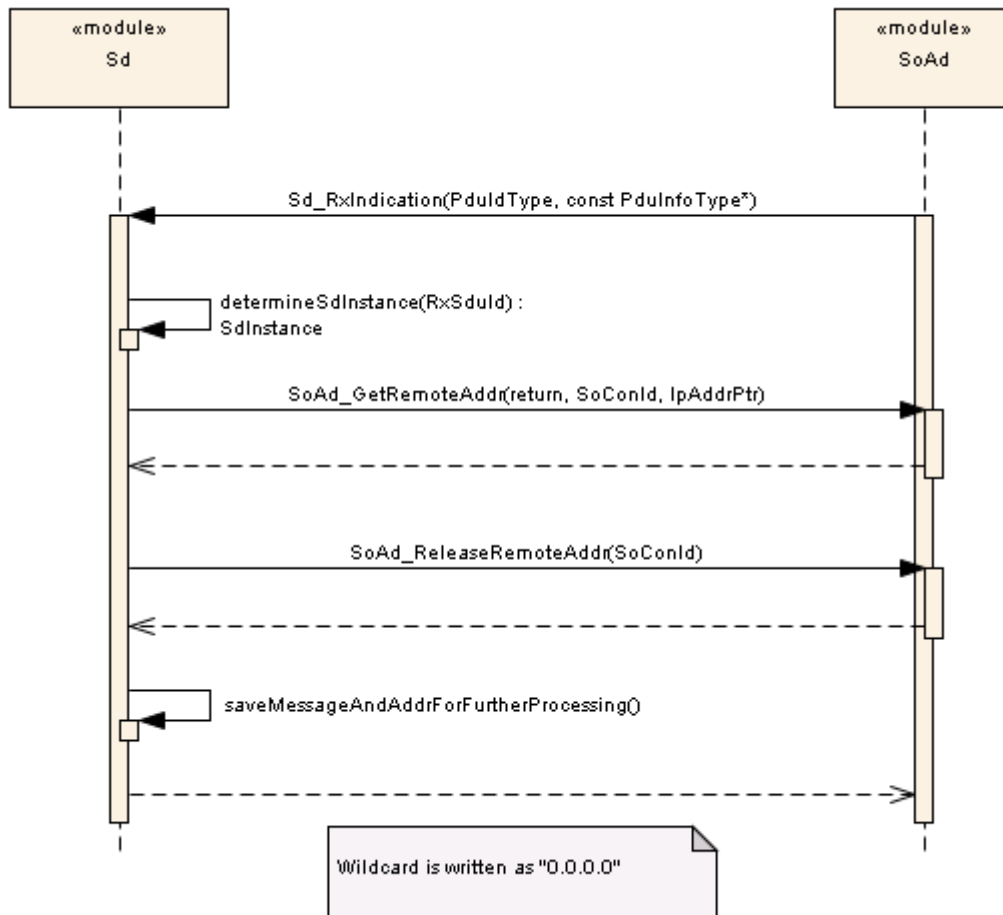 «module»
Sd
«module»
SoAd
Sd_RxIndication(PduIdType, const PduInfoType*)
determineSdInstance(RxSduId) :
SdInstance
SoAd_GetRemoteAddr(return, SoConId, IpAddrPtr)
SoAd_ReleaseRemoteAddr(SoConId)
saveMessageAndAddrForFurtherProcessing()
Wildcard is written as "0.0.0.0"